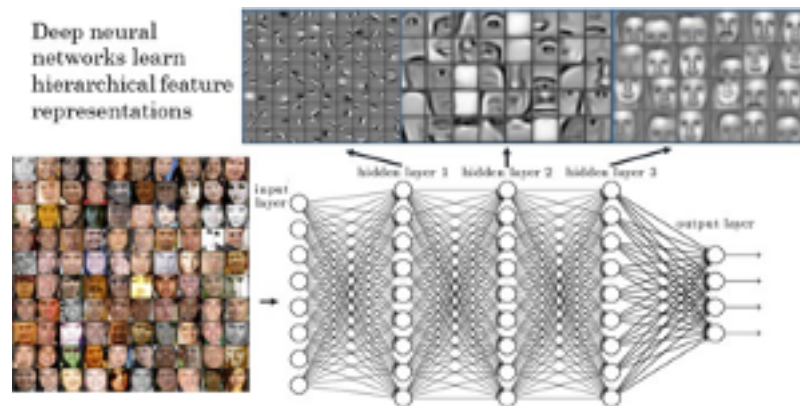 Deep neural
networks learn
hierarchical feature
representations
hidden layer 1
hidden layer 2
hidden layer 3
input
layer
output layer